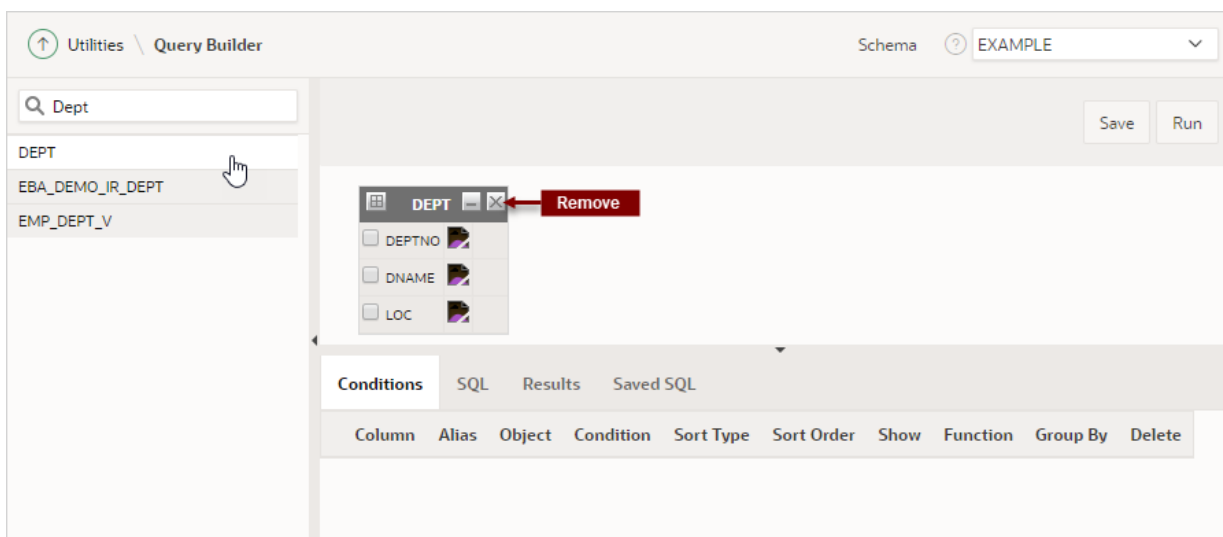 Utilities \ Query Builder
Schema ? EXAMPLE
Dept
Save Run
DEPT
EBA_DEMO_IR_DEPT
EMP_DEPT_V
DEPT
Remove
DEPTNO
DNAME
LOC
Conditions SQL Results Saved SQL
Column Alias Object Condition Sort Type Sort Order Show Function Group By Delete